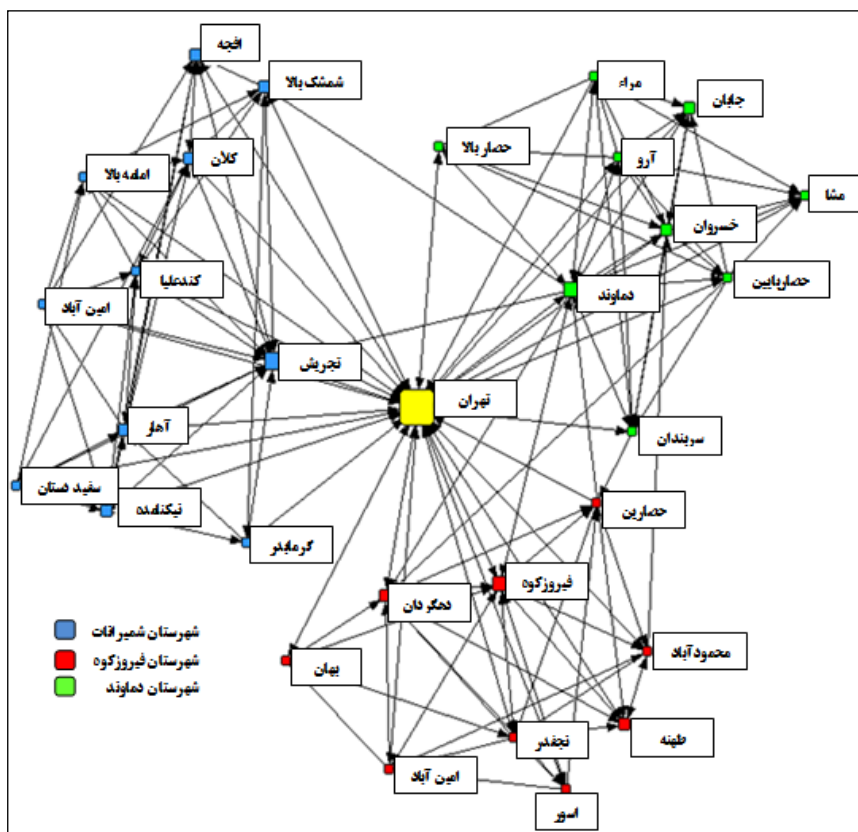 افجه
شمشک بالا
مراء
جابان
حصار بالا
آرو
کلان
امامه بالا
مشا
خسروان
کندعلیا
حصارپایین
دماوند
امین آباد
تجریش
تهران
آهار
سربندان
سفید دستان
نیکنامده
حصارین
گرمابدر
فیروزکوه
دهگردان
شهرستان شمیرانات
شهرستان فیروزکوه
شهرستان دماوند
بهان
محمودآباد
نجفدر
طهنه
امین آباد
اسور